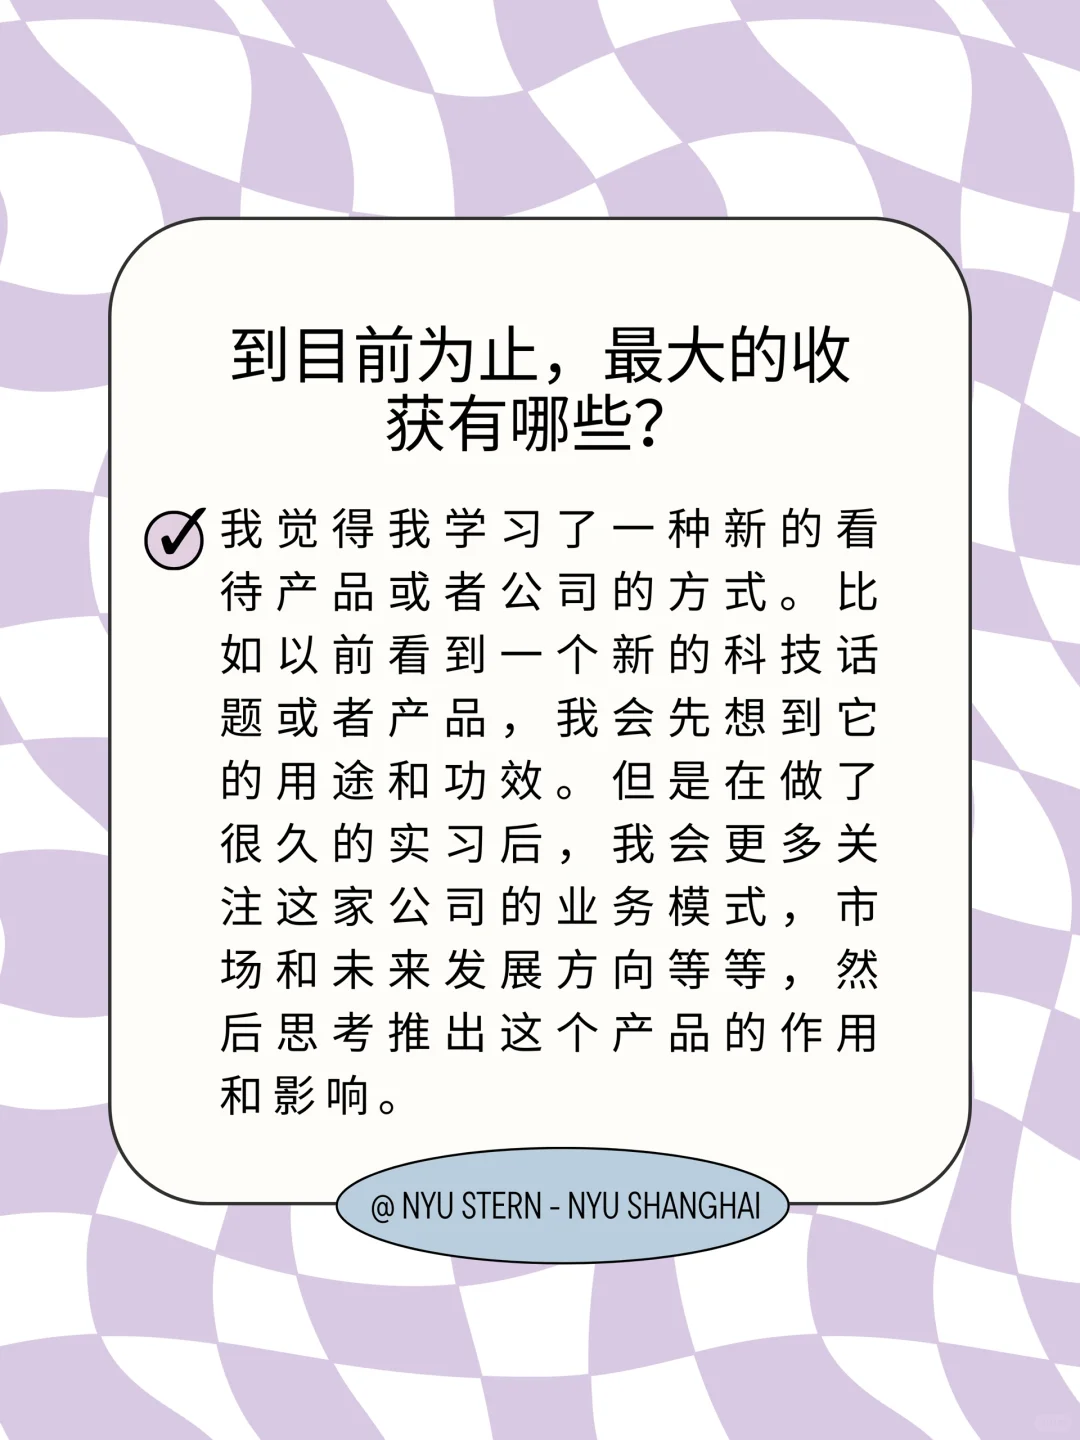 到目前为止，最大的收
获有哪些？
我觉得我学习了一种新的看
待产品或者公司的方式。比
如以前看到一个新的科技话
题或者产品，我会先想到它
的用途和功效。但是在做了
很久的实习后，我会更多关
注这家公司的业务模式，市
场和未来发展方向等等，然
后思考推出这个产品的作用
和影响。
@ NYU STERN - NYU SHANGHAI